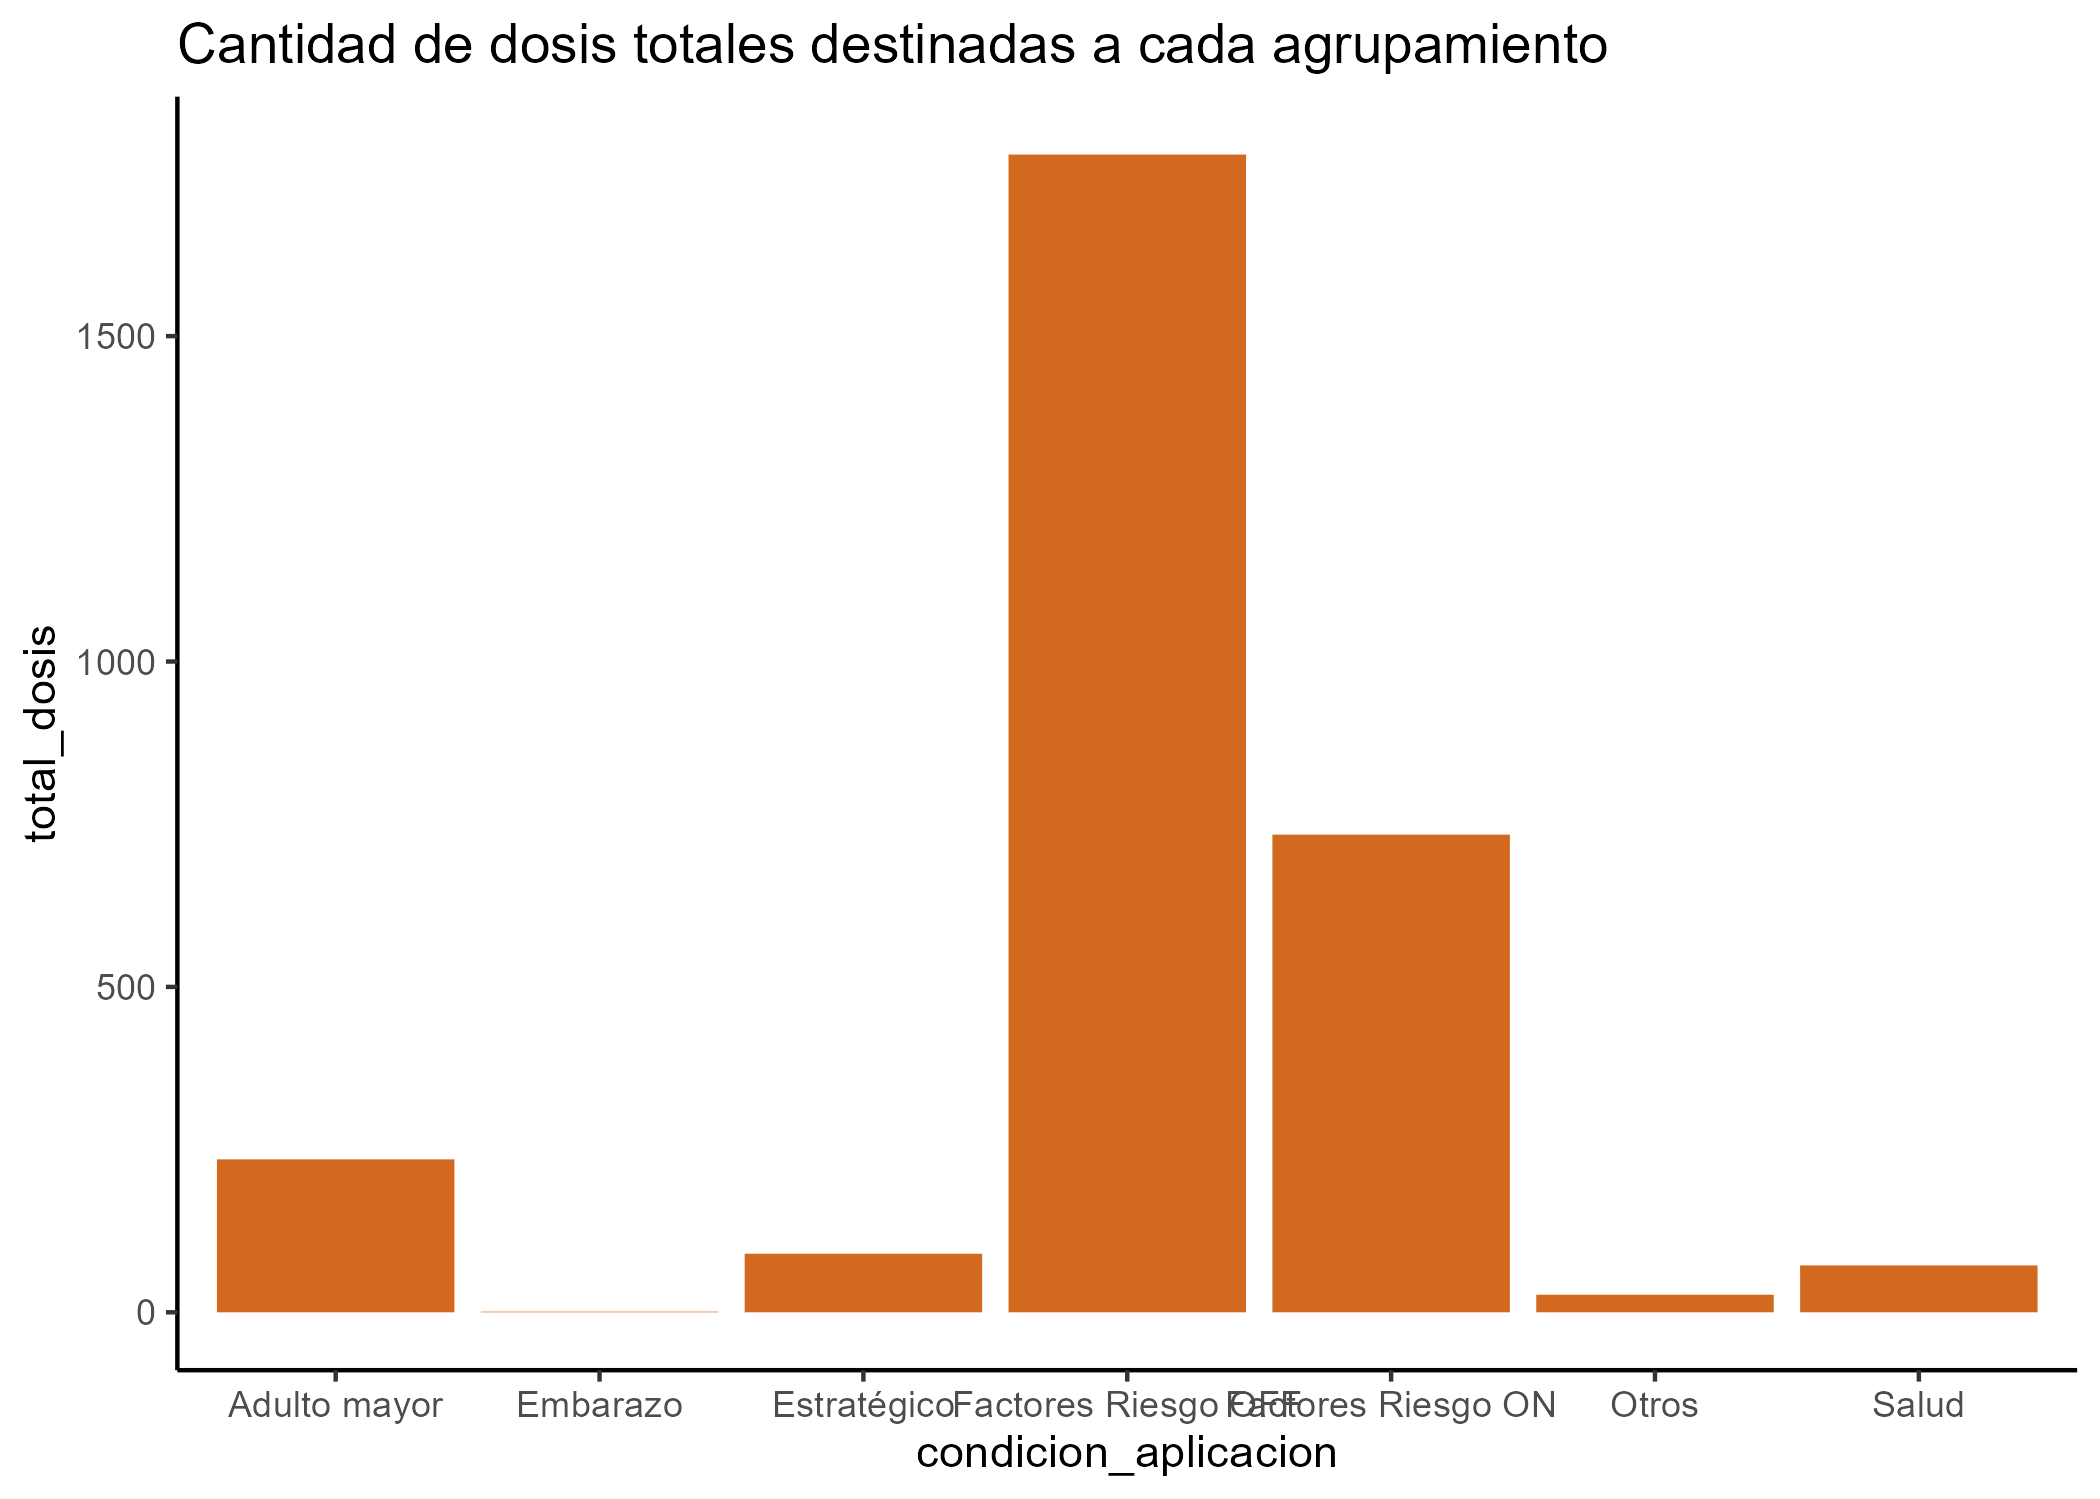 Cantidad de dosis totales destinadas a cada agrupamiento
total_dosis
1500
1000
500
0
Adulto mayor Embarazo Estratégico Factores Riesgo OFF Factores Riesgo ON Otros Salud
condicion_aplicacion